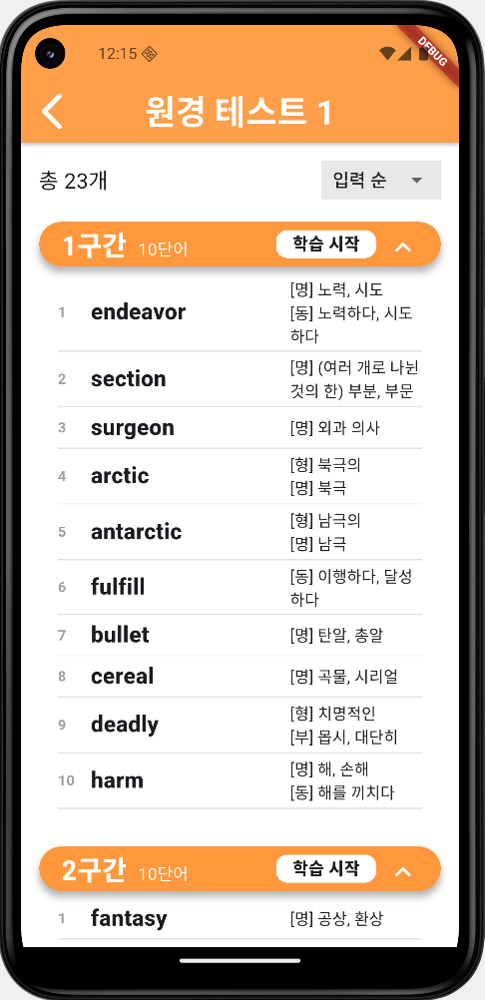 12:15
DEBUG
원경 테스트 1
총 23개
입력 순
1구간 10단어 학습 시작
1 endeavor [명] 노력, 시도
[동] 노력하다, 시도
하다
2 section [명] (여러 개로 나뉜
것의 한) 부분, 부문
3 surgeon [명] 외과 의사
4 arctic [형] 북극의
[명] 북극
5 antarctic [형] 남극의
[명] 남극
6 fulfill [동] 이행하다, 달성
하다
7 bullet [명] 탄알, 총알
8 cereal [명] 곡물, 시리얼
9 deadly [형] 치명적인
[부] 몹시, 대단히
10 harm [명] 해, 손해
[동] 해를 끼치다
2구간 10단어 학습 시작
1 fantasy [명] 공상, 환상